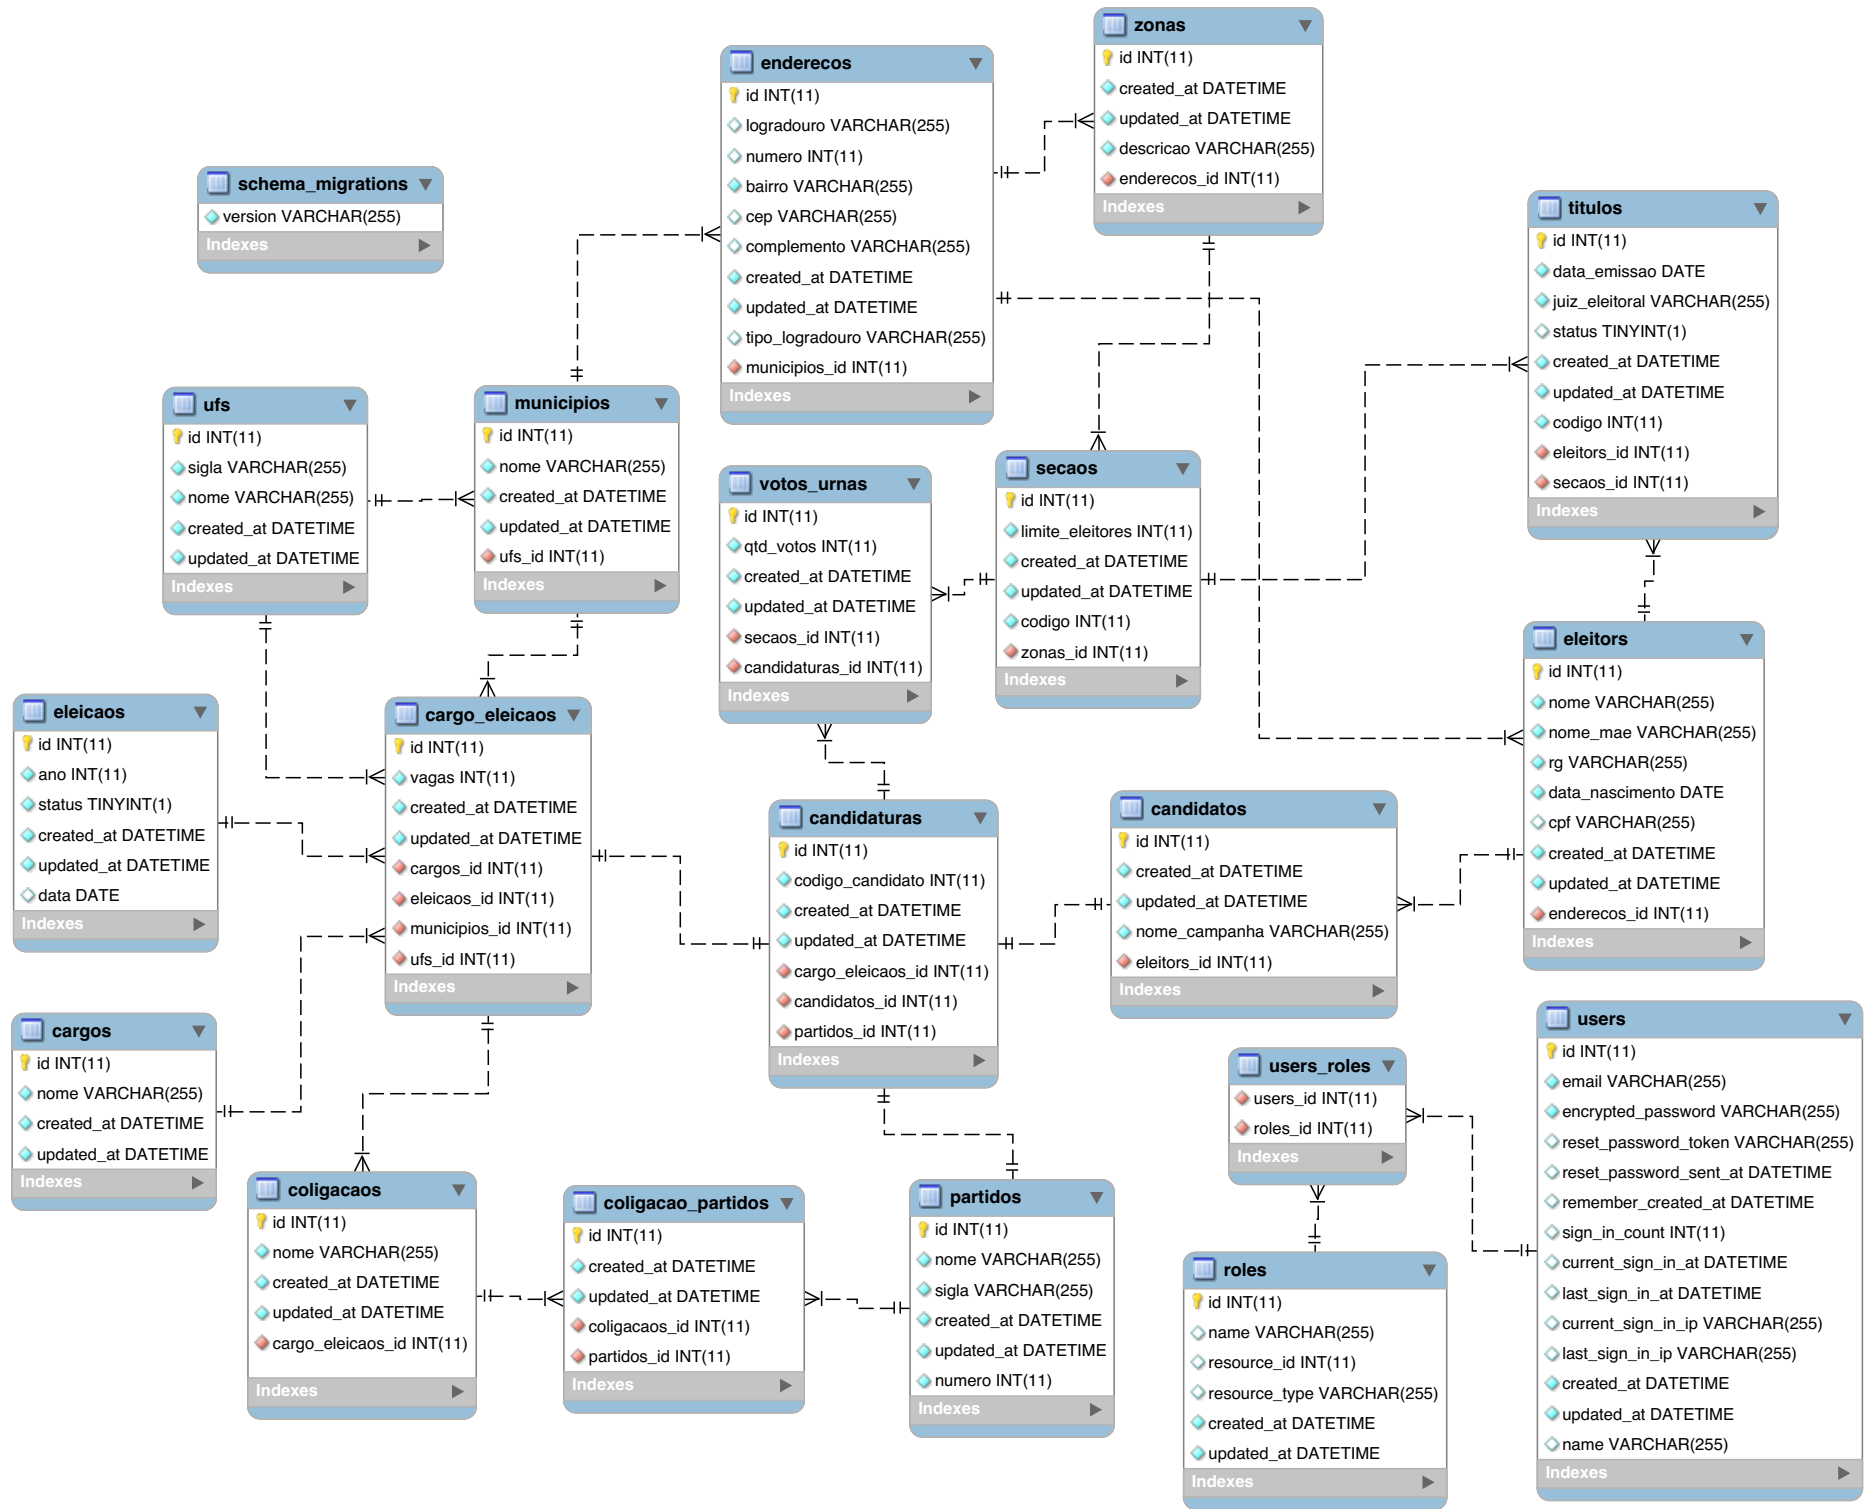 zonas
id INT(11)
created_at DATETIME
updated_at DATETIME
descricao VARCHAR(255)
enderecos_id INT(11)
Indexes
enderecos
id INT(11)
logradouro VARCHAR(255)
numero INT(11)
bairro VARCHAR(255)
cep VARCHAR(255)
complemento VARCHAR(255)
created_at DATETIME
updated_at DATETIME
tipo_logradouro VARCHAR(255)
municipios_id INT(11)
Indexes
schema_migrations
version VARCHAR(255)
Indexes
titulos
id INT(11)
data_emissao DATE
juiz_eleitoral VARCHAR(255)
status TINYINT(1)
created_at DATETIME
updated_at DATETIME
codigo INT(11)
eleitors_id INT(11)
secaos_id INT(11)
Indexes
ufs
id INT(11)
sigla VARCHAR(255)
nome VARCHAR(255)
created_at DATETIME
updated_at DATETIME
Indexes
municipios
id INT(11)
nome VARCHAR(255)
created_at DATETIME
updated_at DATETIME
ufs_id INT(11)
Indexes
votos_urnas
id INT(11)
qtd_votos INT(11)
created_at DATETIME
updated_at DATETIME
secaos_id INT(11)
candidaturas_id INT(11)
Indexes
secaos
id INT(11)
limite_eleitores INT(11)
created_at DATETIME
updated_at DATETIME
codigo INT(11)
zonas_id INT(11)
Indexes
eleitors
id INT(11)
nome VARCHAR(255)
nome_mae VARCHAR(255)
rg VARCHAR(255)
data_nascimento DATE
cpf VARCHAR(255)
created_at DATETIME
updated_at DATETIME
enderecos_id INT(11)
Indexes
eleicaos
id INT(11)
ano INT(11)
status TINYINT(1)
created_at DATETIME
updated_at DATETIME
data DATE
Indexes
cargo_eleicaos
id INT(11)
vagas INT(11)
created_at DATETIME
updated_at DATETIME
cargos_id INT(11)
eleicaos_id INT(11)
municipios_id INT(11)
ufs_id INT(11)
Indexes
candidaturas
id INT(11)
codigo_candidato INT(11)
created_at DATETIME
updated_at DATETIME
cargo_eleicaos_id INT(11)
candidatos_id INT(11)
partidos_id INT(11)
Indexes
candidatos
id INT(11)
created_at DATETIME
updated_at DATETIME
nome_campanha VARCHAR(255)
eleitors_id INT(11)
Indexes
cargos
id INT(11)
nome VARCHAR(255)
created_at DATETIME
updated_at DATETIME
Indexes
users_roles
users_id INT(11)
roles_id INT(11)
Indexes
users
id INT(11)
email VARCHAR(255)
encrypted_password VARCHAR(255)
reset_password_token VARCHAR(255)
reset_password_sent_at DATETIME
remember_created_at DATETIME
sign_in_count INT(11)
current_sign_in_at DATETIME
last_sign_in_at DATETIME
current_sign_in_ip VARCHAR(255)
last_sign_in_ip VARCHAR(255)
created_at DATETIME
updated_at DATETIME
name VARCHAR(255)
Indexes
coligacaos
id INT(11)
nome VARCHAR(255)
created_at DATETIME
updated_at DATETIME
cargo_eleicaos_id INT(11)
Indexes
coligacao_partidos
id INT(11)
created_at DATETIME
updated_at DATETIME
coligacaos_id INT(11)
partidos_id INT(11)
Indexes
partidos
id INT(11)
nome VARCHAR(255)
sigla VARCHAR(255)
created_at DATETIME
updated_at DATETIME
numero INT(11)
Indexes
roles
id INT(11)
name VARCHAR(255)
resource_id INT(11)
resource_type VARCHAR(255)
created_at DATETIME
updated_at DATETIME
Indexes